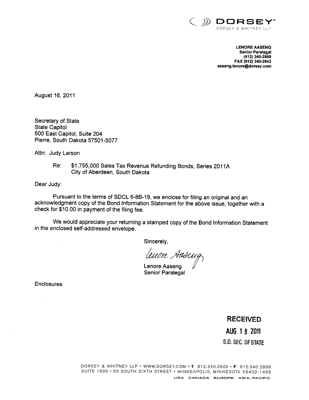 DORSEY
DORSEY & WHITNEY LLP
LENORE AASENG
Senior Paralegal
(612) 340-2869
FAX (612) 340-2643
aaseng.lenore@dorsey.com
August 16, 2011
Secretary of State
State Capitol
500 East Capitol, Suite 204
Pierre, South Dakota 57501-5077
Attn: Judy Larson
Re: $1,755,000 Sales Tax Revenue Refunding Bonds, Series 2011A
City of Aberdeen, South Dakota
Dear Judy:
Pursuant to the terms of SDCL 6-8B-19, we enclose for filing an original and an
acknowledgment copy of the Bond Information Statement for the above issue, together with a
check for $10.00 in payment of the filing fee.
We would appreciate your returning a stamped copy of the Bond Information Statement
in the enclosed self-addressed envelope.
Sincerely,
Lenore Aaseng
Lenore Aaseng
Senior Paralegal
Enclosures
RECEIVED
AUG 18 2011
S.D. SEC. OF STATE
DORSEY & WHITNEY LLP • WWW.DORSEY.COM • T 612.340.2600 • F 612.340.2868
SUITE 1500 • 50 SOUTH SIXTH STREET • MINNEAPOLIS, MINNESOTA 55402-1498
USA CANADA EUROPE ASIA-PACIFIC